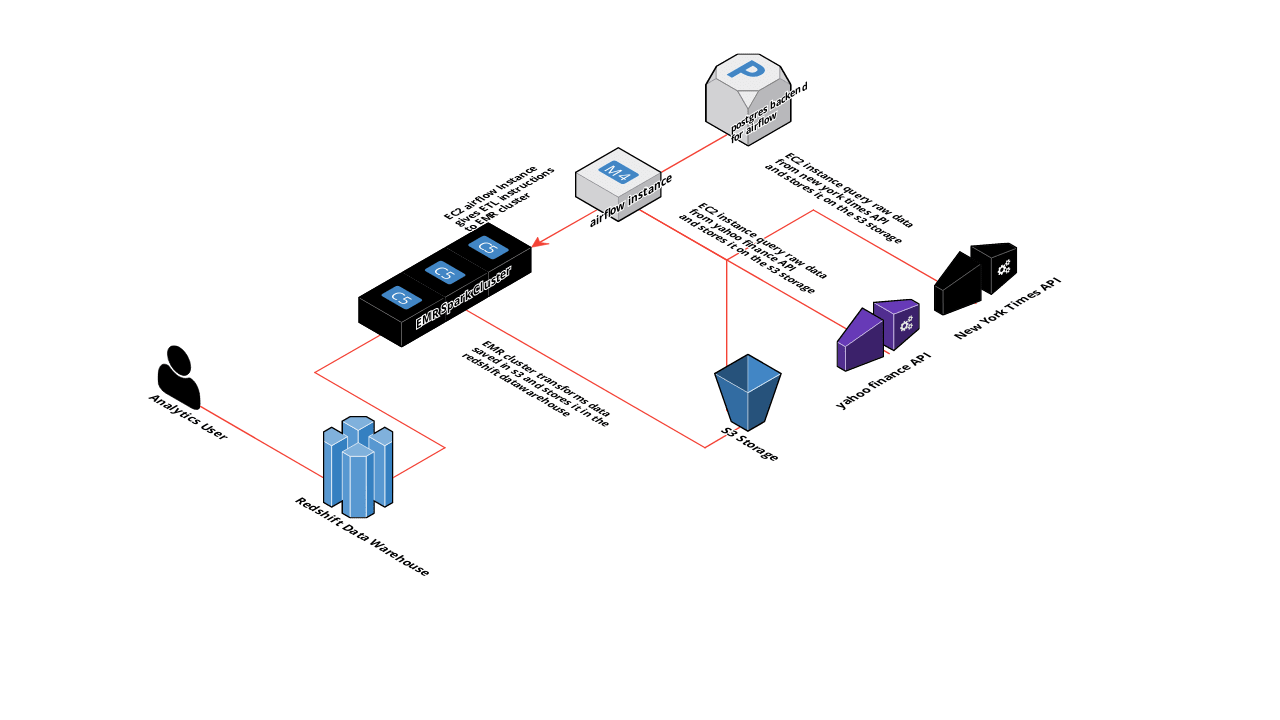 P
postgres backend
for airflow
M4
airflow instance
EC2 instance query raw data
from new york times API
and stores it on the s3 storage
EC2 airflow instance
gives ETL instructions
to EMR cluster
EC2 instance query raw data
from yahoo finance API
and stores it on the s3 storage
C5
C5
C5
EMR Spark Cluster
New York Times API
yahoo finance API
EMR cluster transforms data
saved in s3 and stores it in the
redshift datawarehouse
Analytics User
S3 Storage
Redshift Data Warehouse